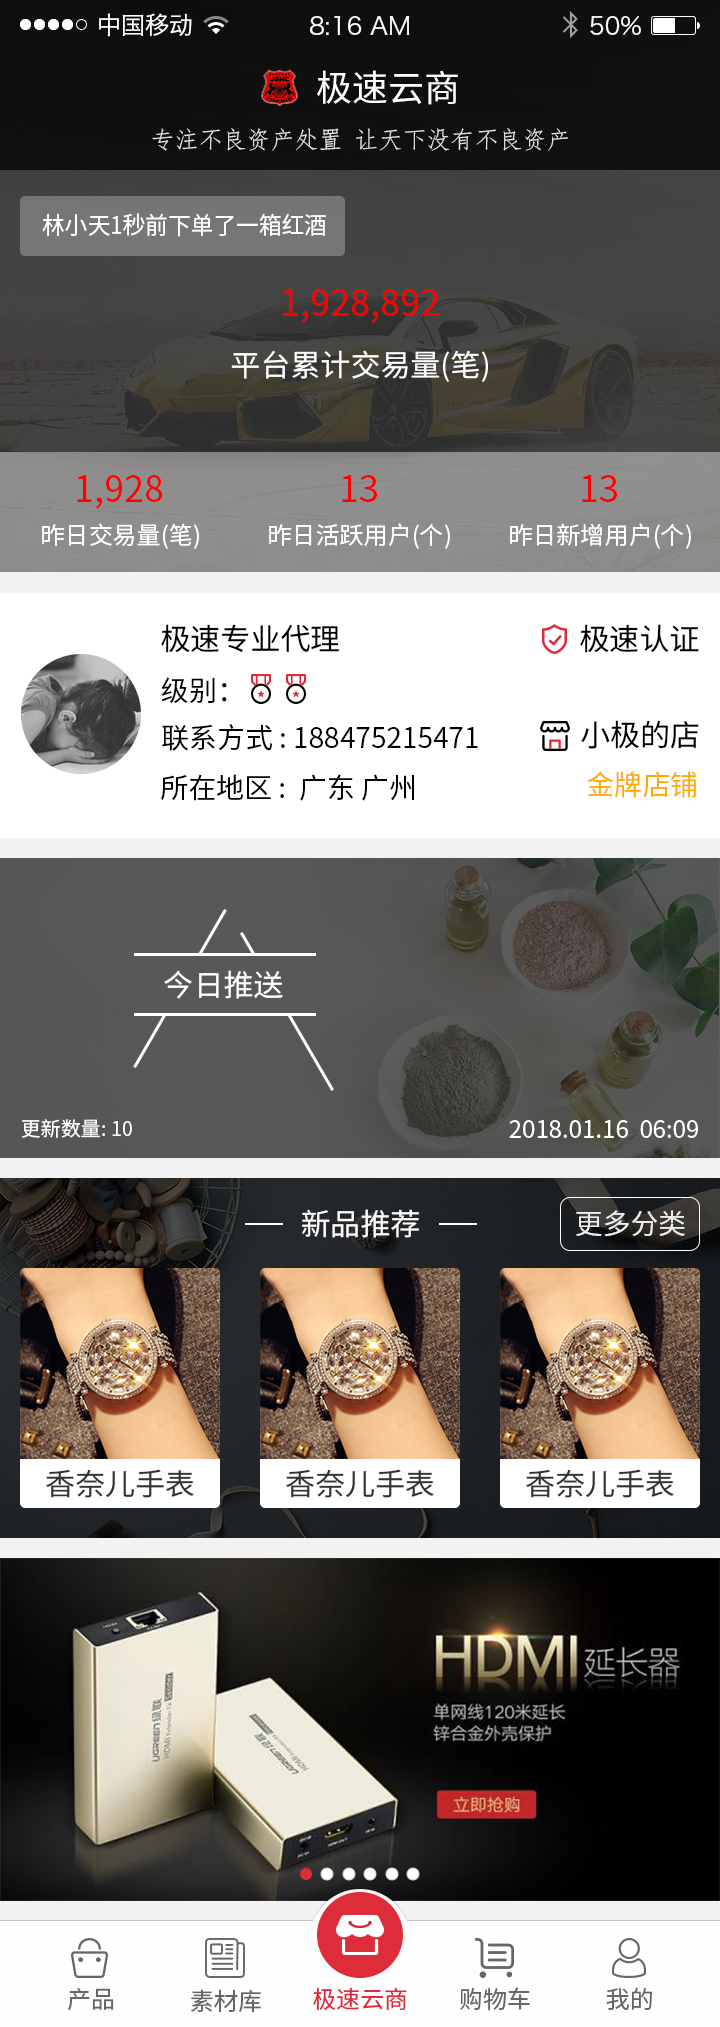 中国移动 8:16 AM 50%
极速云商
专注不良资产处置 让天下没有不良资产
林小天1秒前下单了一箱红酒
1,928,892
平台累计交易量(笔)
1,928 13 13
昨日交易量(笔) 昨日活跃用户(个) 昨日新增用户(个)
极速专业代理 极速认证
级别：
联系方式 : 188475215471 小极的店
所在地区 : 广东 广州 金牌店铺
今日推送
更新数量: 10 2018.01.16 06:09
新品推荐 更多分类
香奈儿手表 香奈儿手表 香奈儿手表
HDMI延长器
单网线120米延长
锌合金外壳保护
立即抢购
UGREEN 绿联
HDMI Extender
UGREEN 绿联
产品 素材库 极速云商 购物车 我的